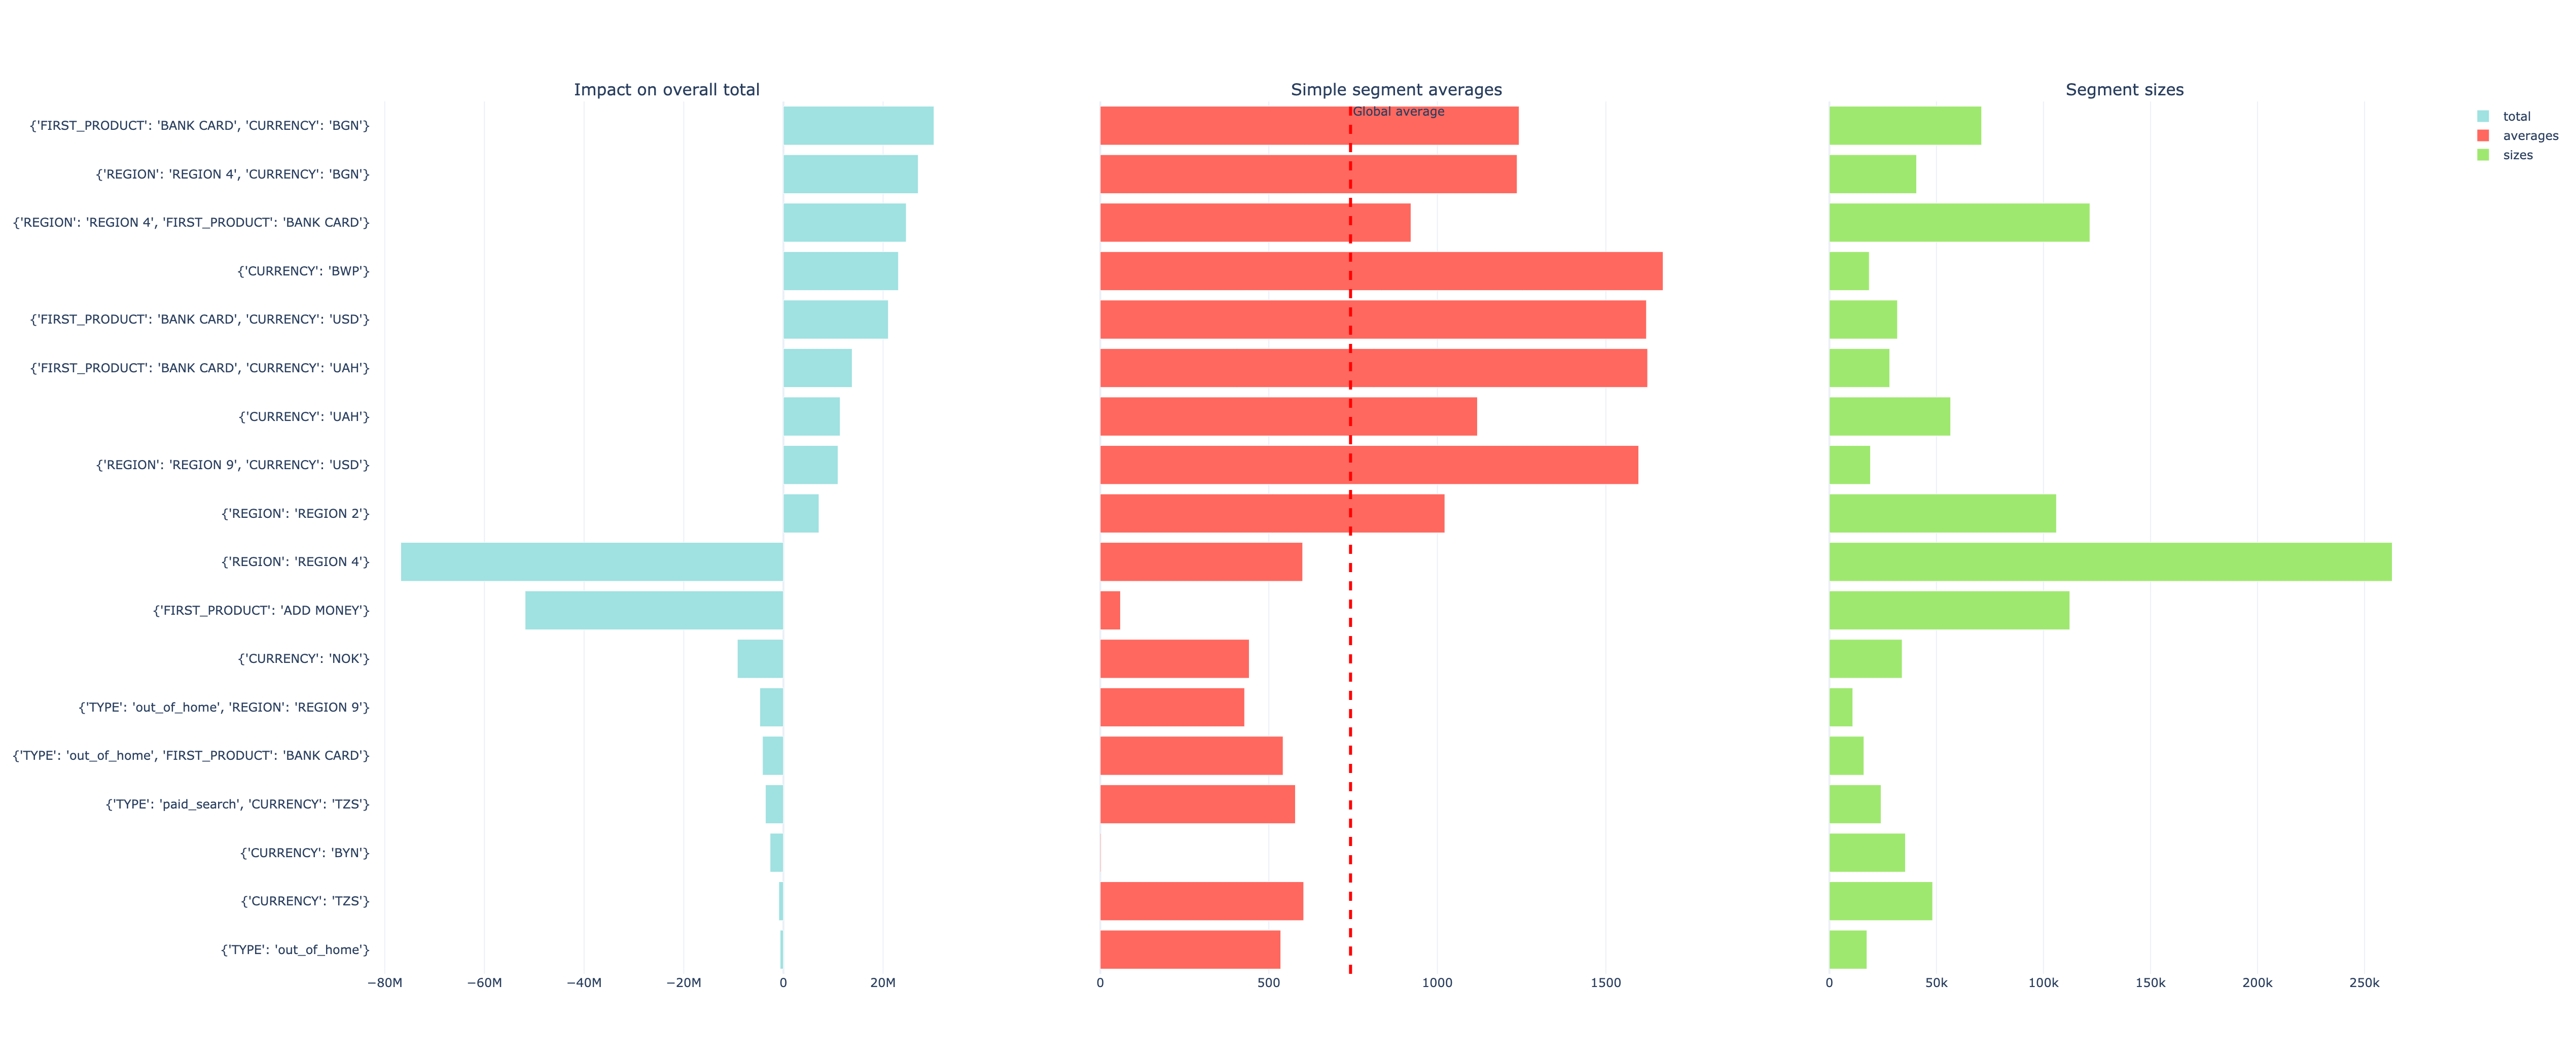 Impact on overall total
Simple segment averages
Segment sizes
Global average
total
averages
sizes
{'FIRST_PRODUCT': 'BANK CARD', 'CURRENCY': 'BGN'}
{'REGION': 'REGION 4', 'CURRENCY': 'BGN'}
{'REGION': 'REGION 4', 'FIRST_PRODUCT': 'BANK CARD'}
{'CURRENCY': 'BWP'}
{'FIRST_PRODUCT': 'BANK CARD', 'CURRENCY': 'USD'}
{'FIRST_PRODUCT': 'BANK CARD', 'CURRENCY': 'UAH'}
{'CURRENCY': 'UAH'}
{'REGION': 'REGION 9', 'CURRENCY': 'USD'}
{'REGION': 'REGION 2'}
{'REGION': 'REGION 4'}
{'FIRST_PRODUCT': 'ADD MONEY'}
{'CURRENCY': 'NOK'}
{'TYPE': 'out_of_home', 'REGION': 'REGION 9'}
{'TYPE': 'out_of_home', 'FIRST_PRODUCT': 'BANK CARD'}
{'TYPE': 'paid_search', 'CURRENCY': 'TZS'}
{'CURRENCY': 'BYN'}
{'CURRENCY': 'TZS'}
{'TYPE': 'out_of_home'}
−80M −60M −40M −20M 0 20M
0 500 1000 1500
0 50k 100k 150k 200k 250k